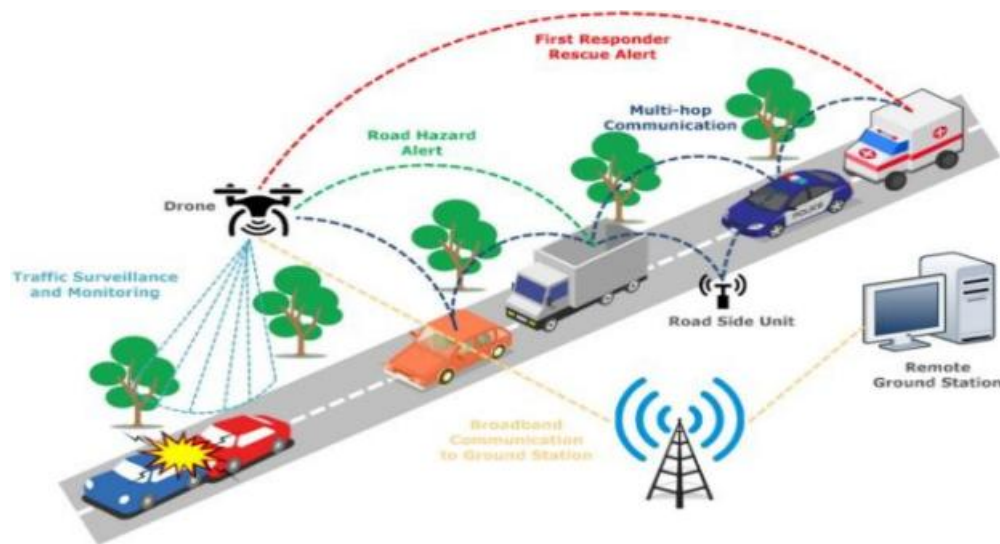 First Responder
Rescue Alert
Multi-hop
Communication
Road Hazard
Alert
Drone
Traffic Surveillance
and Monitoring
POLICE
Road Side Unit
Remote
Ground Station
Broadband
Communication
to Ground Station